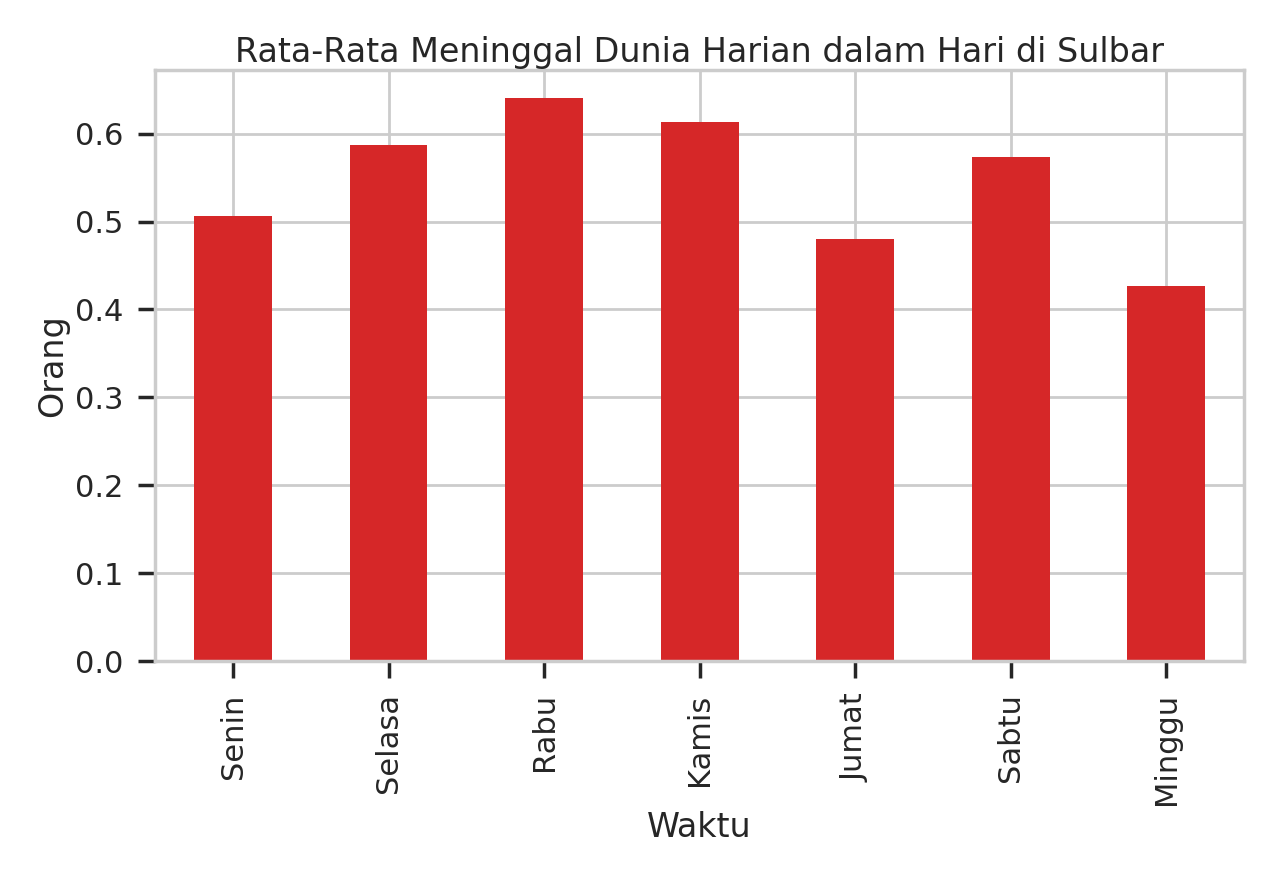 Rata-Rata Meninggal Dunia Harian dalam Hari di Sulbar
Orang
0.6
0.5
0.4
0.3
0.2
0.1
0.0
Senin
Selasa
Rabu
Kamis
Jumat
Sabtu
Minggu
Waktu